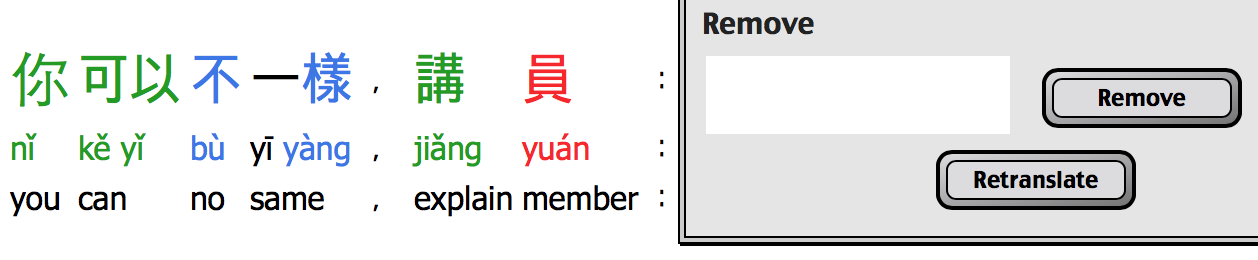 你可以不一樣，講員：
nǐ kě yǐ bù yī yàng , jiǎng yuán :
you can no same , explain member :
Remove
Remove
Retranslate